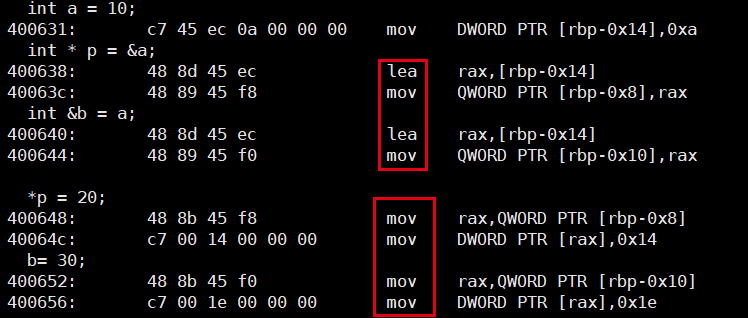 int a = 10;
400631: c7 45 ec 0a 00 00 00 mov DWORD PTR [rbp-0x14],0xa
int * p = &a;
400638: 48 8d 45 ec lea rax,[rbp-0x14]
40063c: 48 89 45 f8 mov QWORD PTR [rbp-0x8],rax
int &b = a;
400640: 48 8d 45 ec lea rax,[rbp-0x14]
400644: 48 89 45 f0 mov QWORD PTR [rbp-0x10],rax
*p = 20;
400648: 48 8b 45 f8 mov rax,QWORD PTR [rbp-0x8]
40064c: c7 00 14 00 00 00 mov DWORD PTR [rax],0x14
b= 30;
400652: 48 8b 45 f0 mov rax,QWORD PTR [rbp-0x10]
400656: c7 00 1e 00 00 00 mov DWORD PTR [rax],0x1e